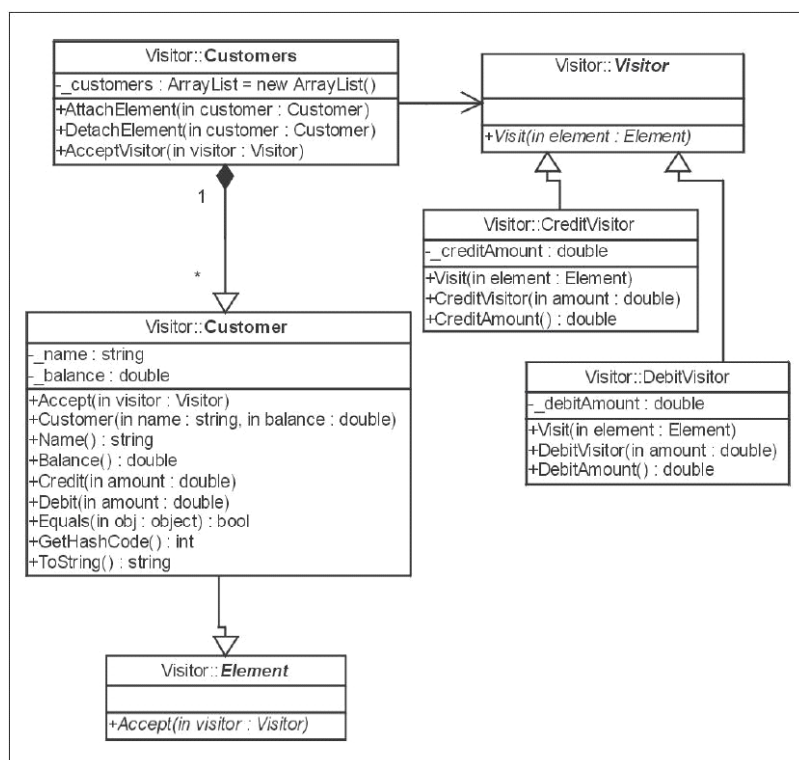 Visitor::Customers
-_customers : ArrayList = new ArrayList()
+AttachElement(in customer : Customer)
+DetachElement(in customer : Customer)
+AcceptVisitor(in visitor : Visitor)
Visitor::Visitor
+Visit(in element : Element)
1
*
Visitor::CreditVisitor
-_creditAmount : double
+Visit(in element : Element)
+CreditVisitor(in amount : double)
+CreditAmount() : double
Visitor::Customer
-_name : string
-_balance : double
+Accept(in visitor : Visitor)
+Customer(in name : string, in balance : double)
+Name() : string
+Balance() : double
+Credit(in amount : double)
+Debit(in amount : double)
+Equals(in obj : object) : bool
+GetHashCode() : int
+ToString() : string
Visitor::DebitVisitor
-_debitAmount : double
+Visit(in element : Element)
+DebitVisitor(in amount : double)
+DebitAmount() : double
Visitor::Element
+Accept(in visitor : Visitor)